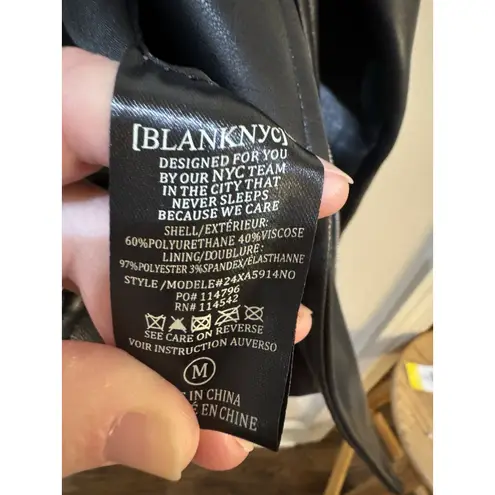 [BLANKNYC]
DESIGNED FOR YOU
BY OUR NYC TEAM
IN THE CITY THAT
NEVER SLEEPS
BECAUSE WE CARE
SHELL/EXTÉRIEUR:
60%POLYURETHANE 40%VISCOSE
LINING/DOUBLURE:
97%POLYESTER 3%SPANDEX/ÉLASTHANNE
STYLE /MODELE#24XA5914NO
PO# 114796
RN# 114542
SEE CARE ON REVERSE
VOIR INSTRUCTION AUVERSO
M
IN CHINA
EN CHINE